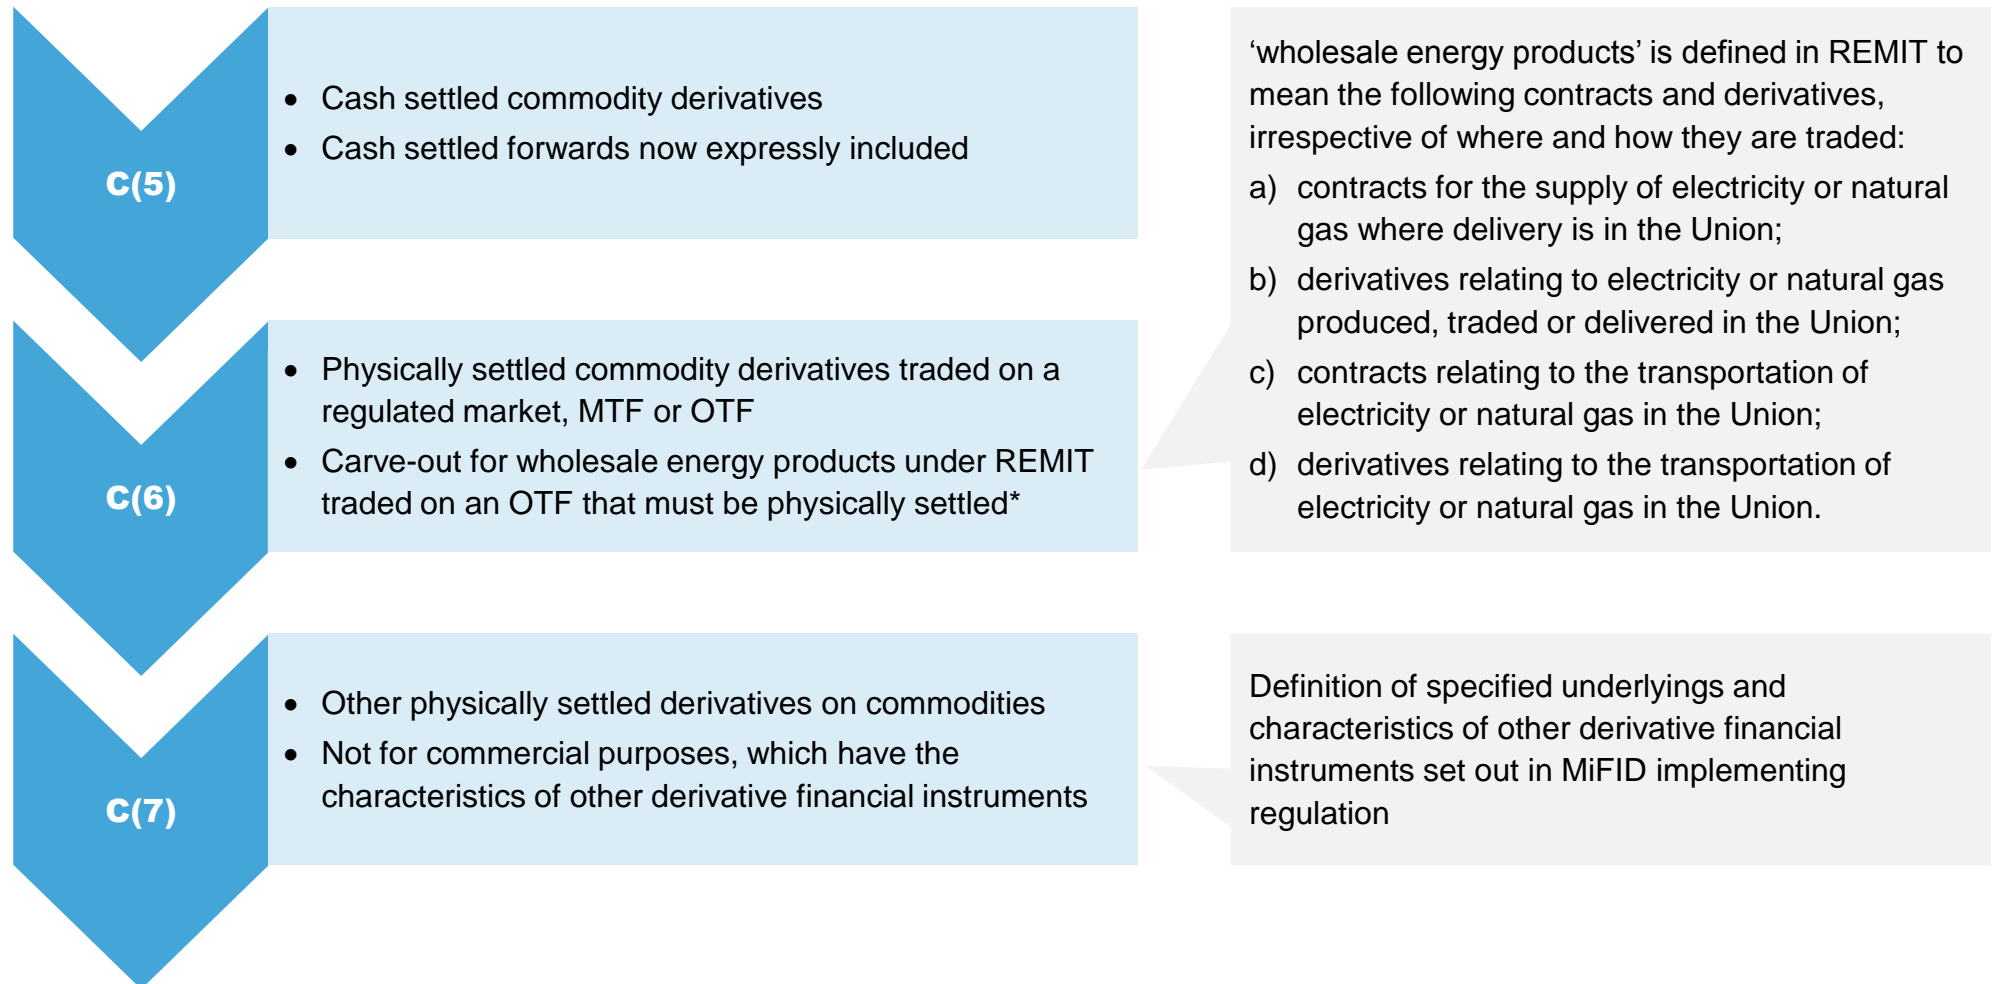 C(5)
• Cash settled commodity derivatives
• Cash settled forwards now expressly included
C(6)
• Physically settled commodity derivatives traded on a
regulated market, MTF or OTF
• Carve-out for wholesale energy products under REMIT
traded on an OTF that must be physically settled*
‘wholesale energy products’ is defined in REMIT to
mean the following contracts and derivatives,
irrespective of where and how they are traded:
a) contracts for the supply of electricity or natural
gas where delivery is in the Union;
b) derivatives relating to electricity or natural gas
produced, traded or delivered in the Union;
c) contracts relating to the transportation of
electricity or natural gas in the Union;
d) derivatives relating to the transportation of
electricity or natural gas in the Union.
C(7)
• Other physically settled derivatives on commodities
• Not for commercial purposes, which have the
characteristics of other derivative financial instruments
Definition of specified underlyings and
characteristics of other derivative financial
instruments set out in MiFID implementing
regulation